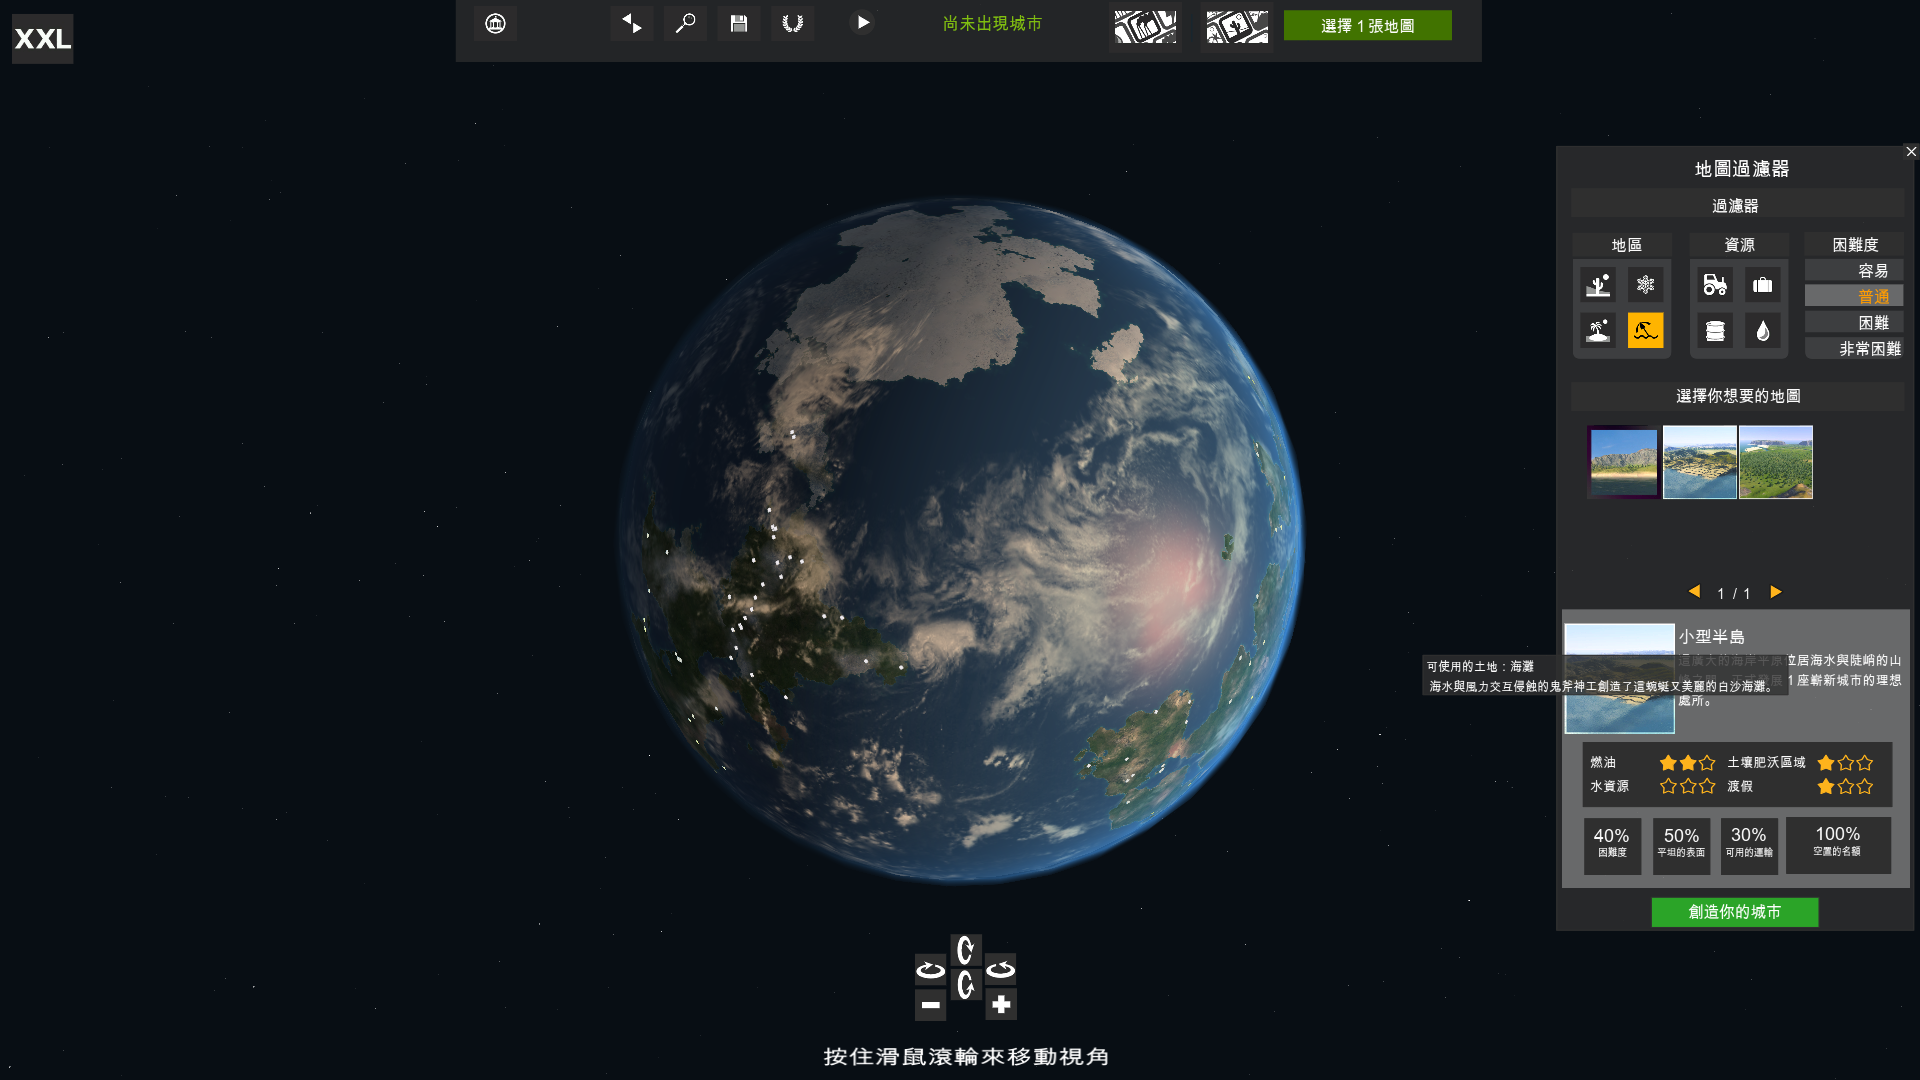 XXL
尚未出現城市
選擇 1 張地圖
地圖過濾器
過濾器
地區
資源
困難度
容易
普通
困難
非常困難
選擇你想要的地圖
1 / 1
小型半島
這廣大的海岸平原位居海水與陡峭的山
1 座嶄新城市的理想
處所。
可使用的土地：海灘
海水與風力交互侵蝕的鬼斧神工創造了這蜿蜒又美麗的白沙海灘。
燃油
土壤肥沃區域
水資源
渡假
40%
困難度
50%
平坦的表面
30%
可用的運輸
100%
空置的名額
創造你的城市
按住滑鼠滾輪來移動視角